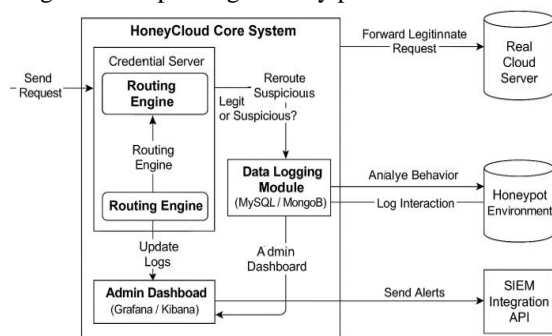 HoneyCloud Core System
Credential Server
Routing
Engine
Routing
Engine
Routing Engine
Send
Request
Legit
or Suspicious?
Reroute
Suspicious
Data Logging
Module
(MySQL / MongoB)
Update
Logs
Admin
Dashboard
Admin Dashboad
(Grafana / Kibana)
Forward Legitinnate
Request
Real
Cloud
Server
Analye Behavior
Log Interaction
Honeypot
Environment
Send Alerts
SIEM
Integration
API